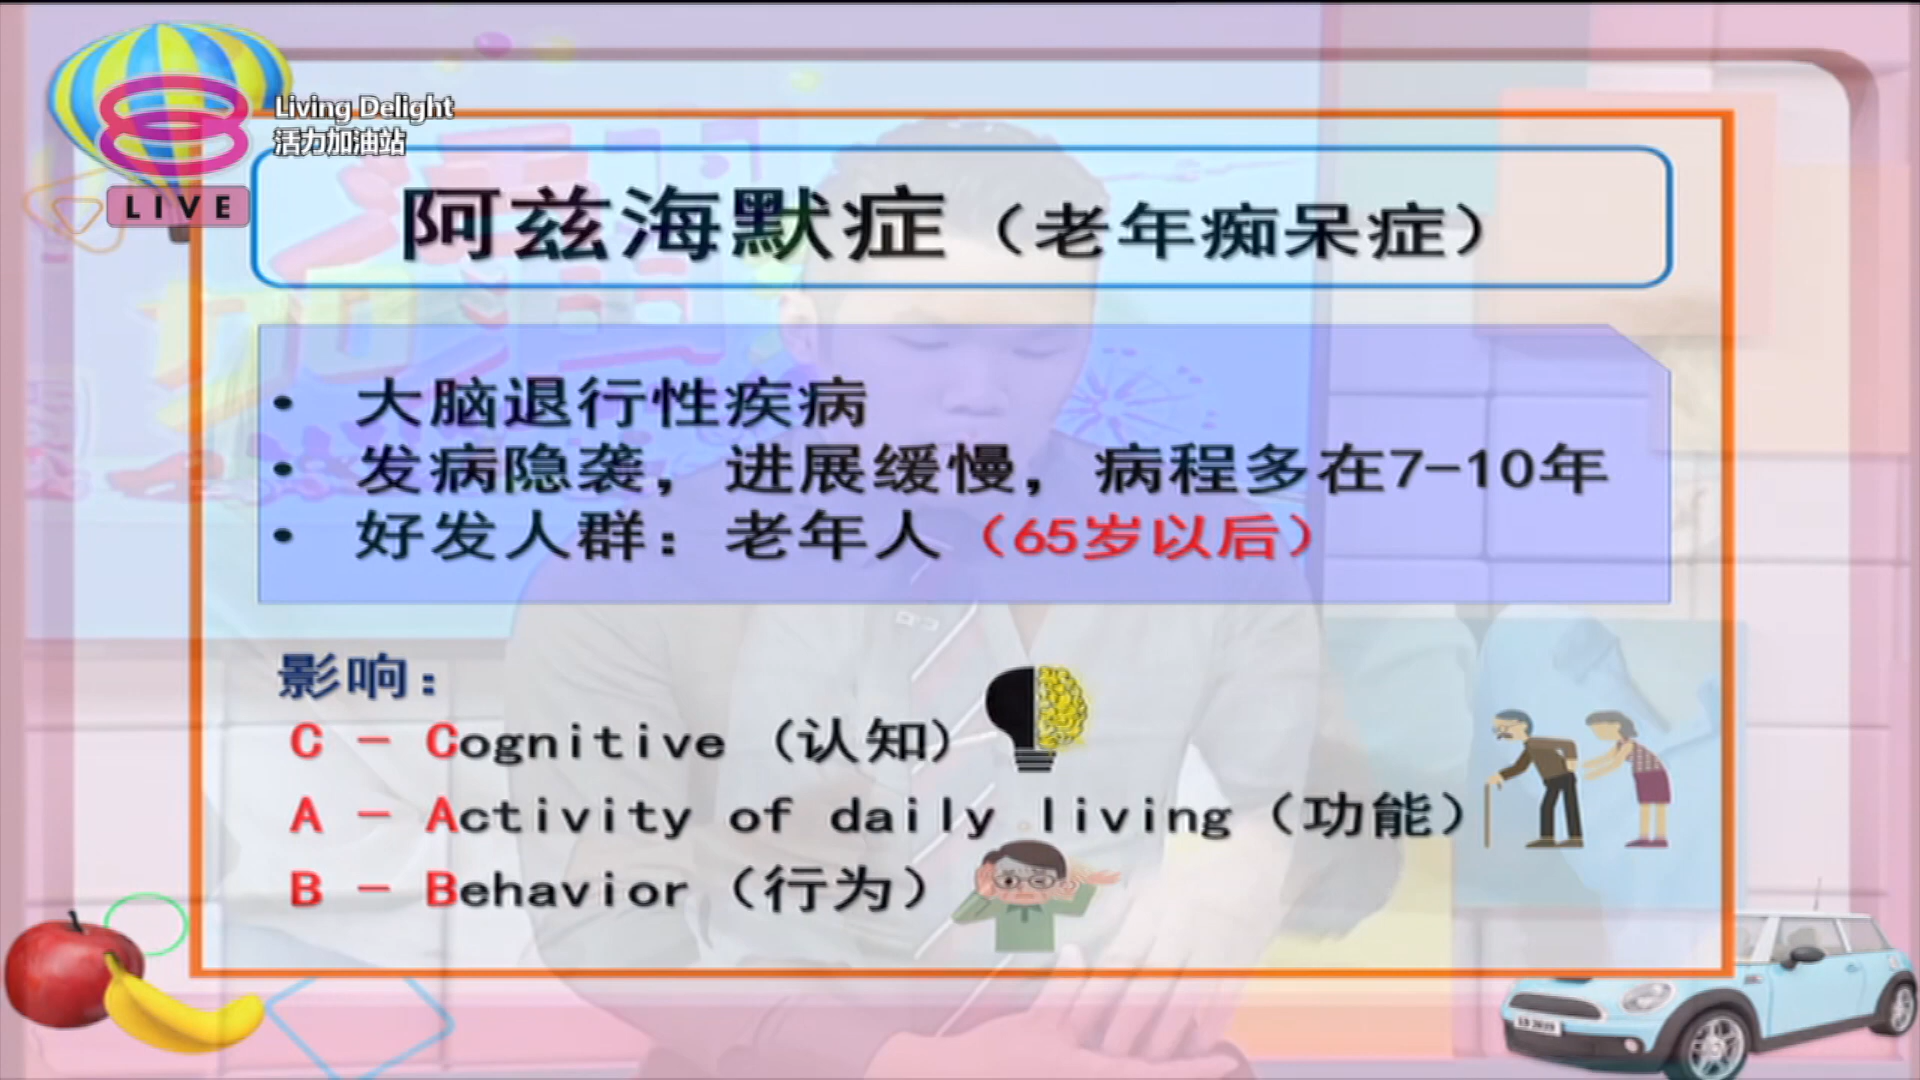 Living Delight
活力加油站
LIVE
阿兹海默症（老年痴呆症）
• 大脑退行性疾病
• 发病隐袭，进展缓慢，病程多在7-10年
• 好发人群：老年人（65岁以后）
影响：
C - Cognitive（认知）
A - Activity of daily living（功能）
B - Behavior（行为）